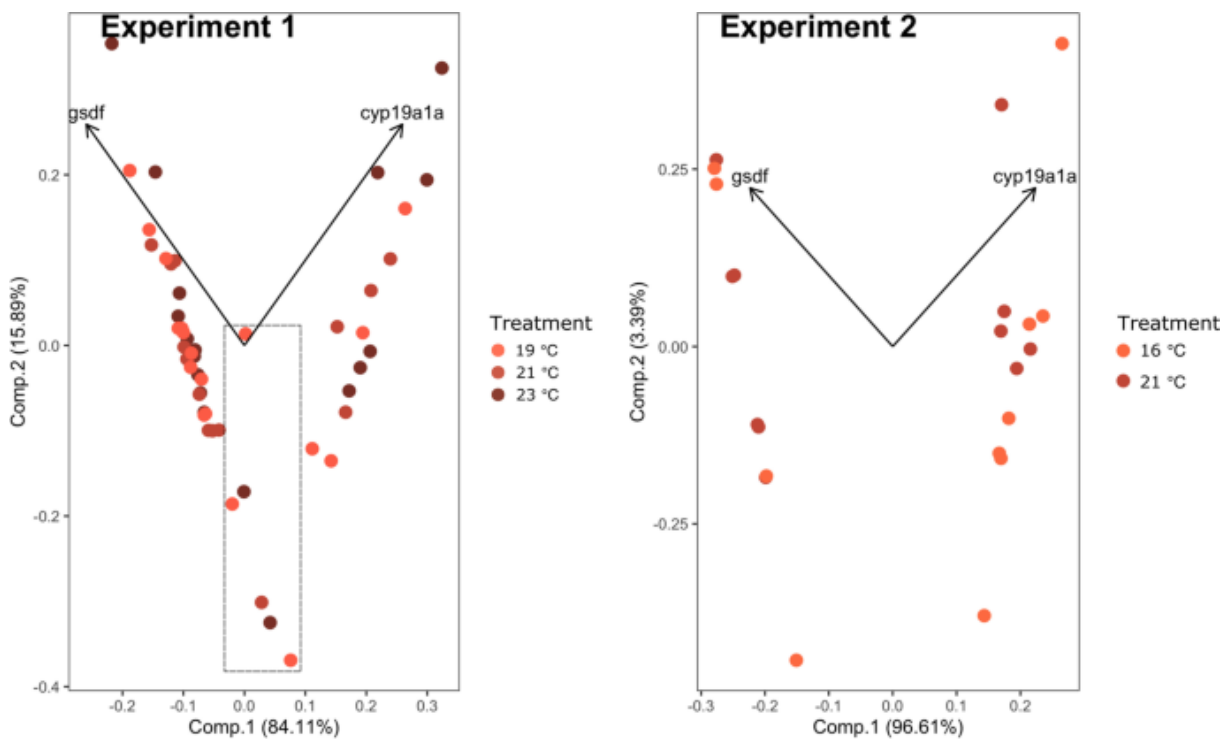 Experiment 1
gsdf
cyp19a1a
0.2
0.0
-0.2
-0.4
Comp.2 (15.89%)
-0.2
-0.1
0.0
0.1
0.2
0.3
Comp.1 (84.11%)
Treatment
19 °C
21 °C
23 °C
Experiment 2
gsdf
cyp19a1a
0.25
0.00
-0.25
Comp.2 (3.39%)
-0.3
-0.2
-0.1
0.0
0.1
0.2
Comp.1 (96.61%)
Treatment
16 °C
21 °C